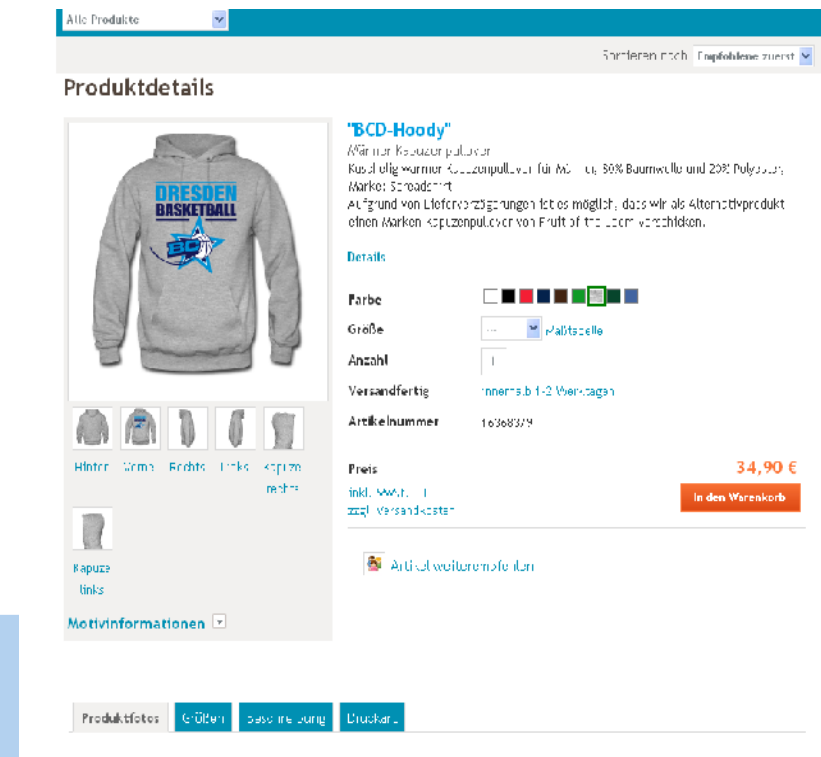 Alle Produkte
Sortieren nach Empfohlene zuerst
Produktdetails
"BCD-Hoody"
Männer Kapuzenpullover
Kuschelig warmer Kapuzenpullover für Männer, 80% Baumwolle und 20% Polyester,
Marke: Spreadshirt
Aufgrund von Lieferverzögerungen ist es möglich, dass wir als Alternativprodukt
einen Marken Kapuzenpullover von Fruit of the Loom verschicken.
DRESDEN
BASKETBALL
BC
Details
Farbe
Größe --- Maßtabelle
Anzahl 1
Versandfertig innerhalb 1-2 Werktagen
Artikelnummer 16368379
Hinten Vorne Rechts Links Kapuze
rechts
Preis 34,90 €
inkl. MwSt.
zzgl. Versandkosten
In den Warenkorb
Artikel weiterempfehlen
Kapuze
links
Motivinformationen
Produktfotos Größen Beschreibung Druckart